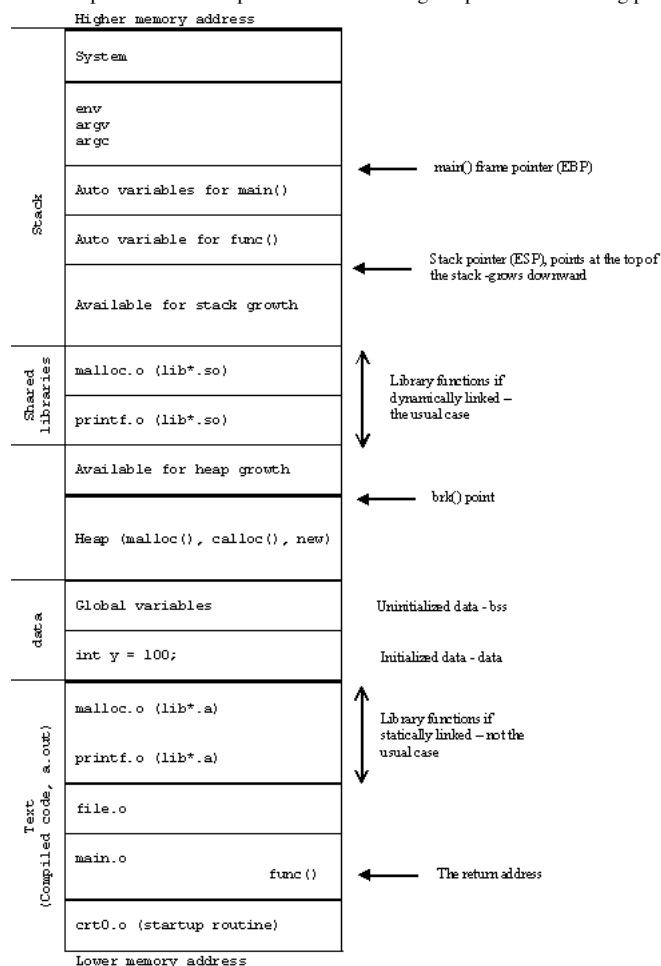 Higher memory address
System
env
argv
argc
main() frame pointer (EBP)
Auto variables for main()
Stack
Auto variable for func()
Stack pointer (ESP), points at the top of
the stack -grows downward
Available for stack growth
Shared
libraries
malloc.o (lib*.so)
printf.o (lib*.so)
Library functions if
dynamically linked –
the usual case
Available for heap growth
brk() point
Heap (malloc(), calloc(), new)
data
Global variables
Uninitialized data - bss
int y = 100;
Initialized data - data
Text
(Compiled code, a.out)
malloc.o (lib*.a)
printf.o (lib*.a)
Library functions if
statically linked – not the
usual case
file.o
main.o
func()
The return address
crt0.o (startup routine)
Lower memory address